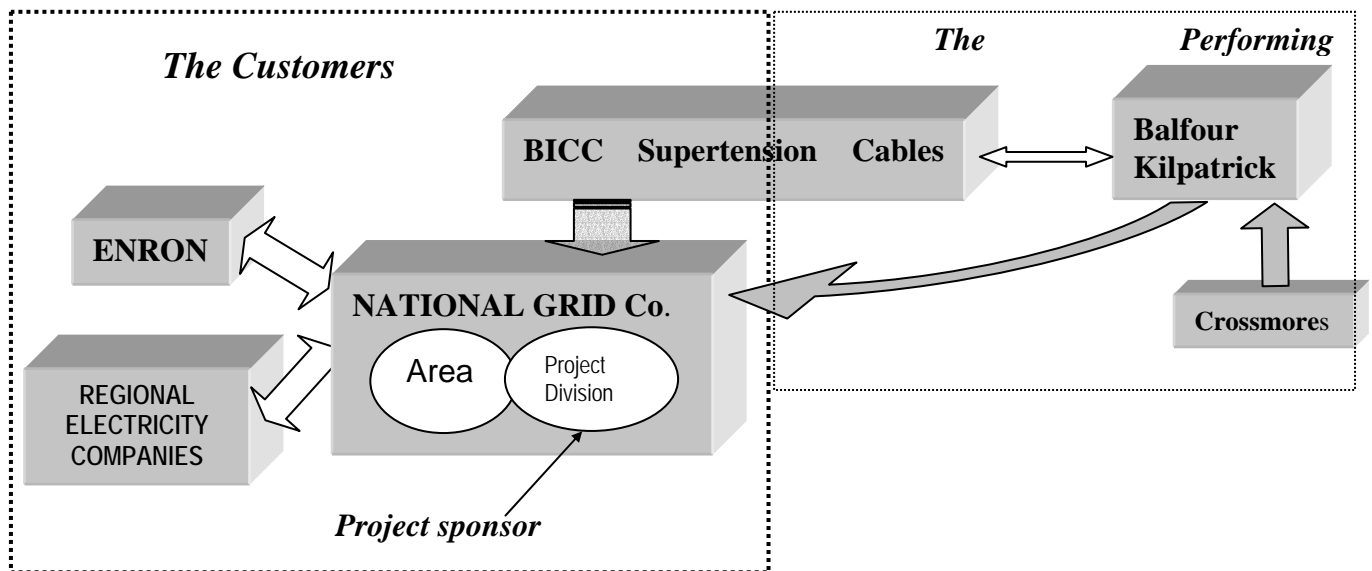 The Performing
The Customers
BICC Supertension Cables
Balfour
Kilpatrick
ENRON
NATIONAL GRID Co.
Crossmores
Area
Project
Division
REGIONAL
ELECTRICITY
COMPANIES
Project sponsor